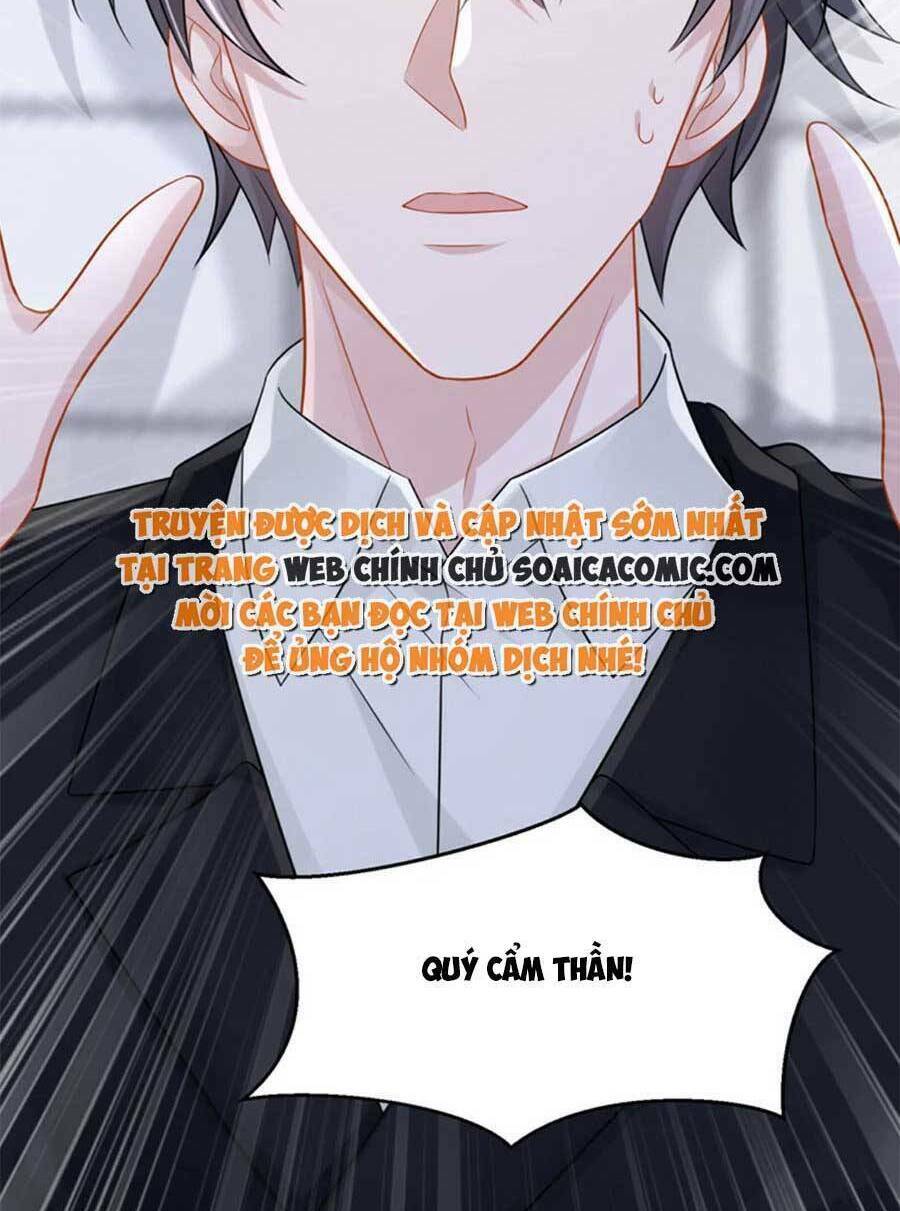 TRUYỆN ĐƯỢC DỊCH VÀ CẬP NHẬT SỚM NHẤT
TẠI TRANG WEB CHÍNH CHỦ SOAICACOMIC.COM
MỜI CÁC BẠN ĐỌC TẠI WEB CHÍNH CHỦ
ĐỂ ỦNG HỘ NHÓM DỊCH NHÉ!
QUÝ CẨM THẦN!